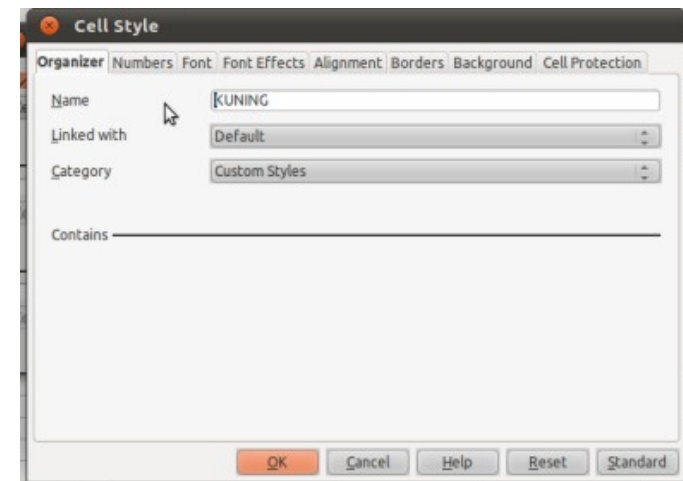 Cell Style
Organizer Numbers Font Font Effects Alignment Borders Background Cell Protection
Name KUNING
Linked with Default
Category Custom Styles
Contains
OK Cancel Help Reset Standard